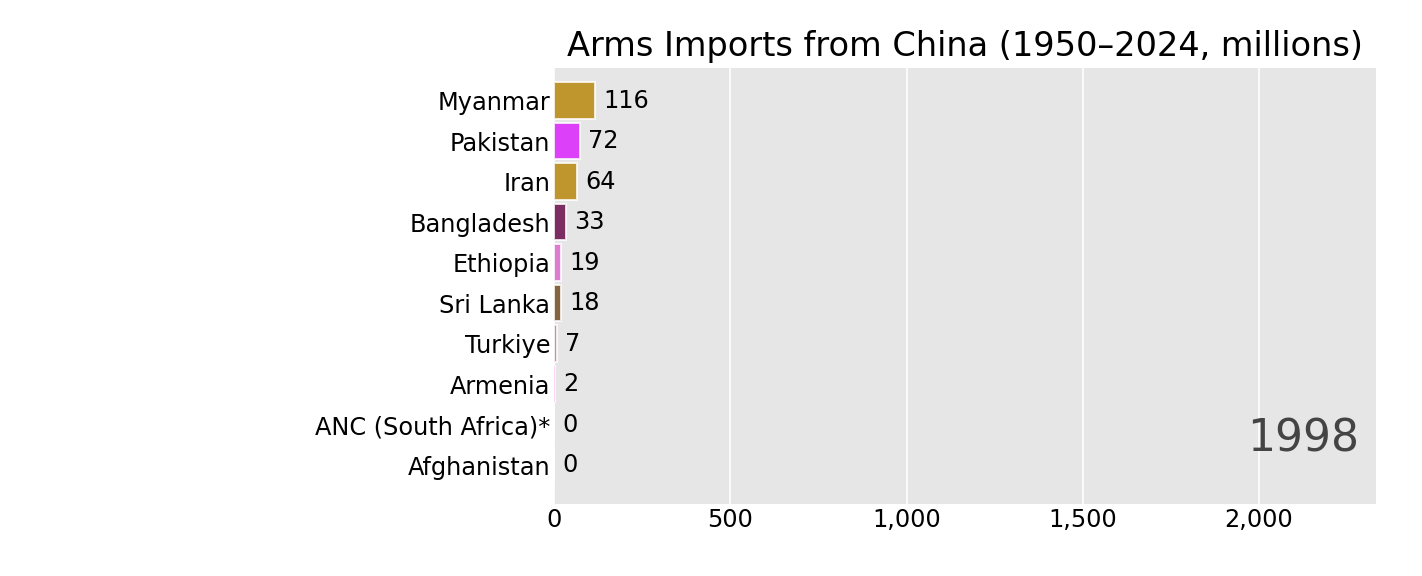 Arms Imports from China (1950–2024, millions)
Myanmar 116
Pakistan 72
Iran 64
Bangladesh 33
Ethiopia 19
Sri Lanka 18
Turkiye 7
Armenia 2
ANC (South Africa)* 0
Afghanistan 0
1998
0 500 1,000 1,500 2,000